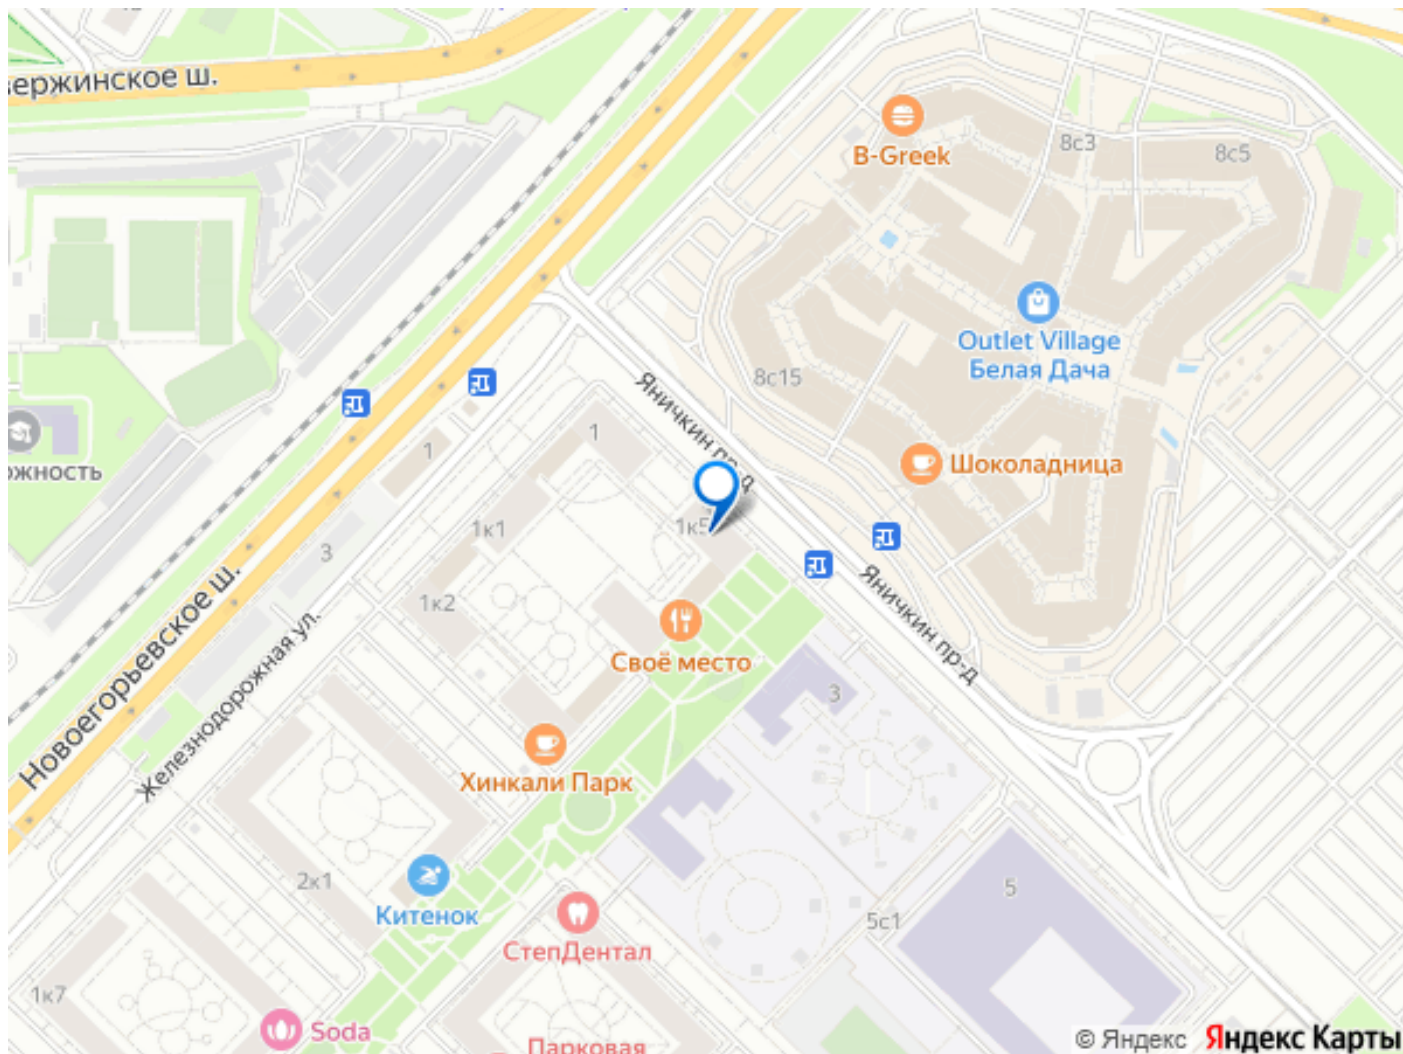 вержинское ш.
B-Greek
8с3
8с5
Outlet Village
Белая Дача
8с15
Яничкин пр-д
1
1
ожность
Шоколадница
1к1
1к5
3
Новоегорьевское ш.
Железнодорожная ул.
1к2
Яничкин пр-д
Своё место
3
Хинкали Парк
2к1
5
Китенок
5с1
СтепДентал
1к7
Soda
Парковая
© Яндекс Яндекс Карты